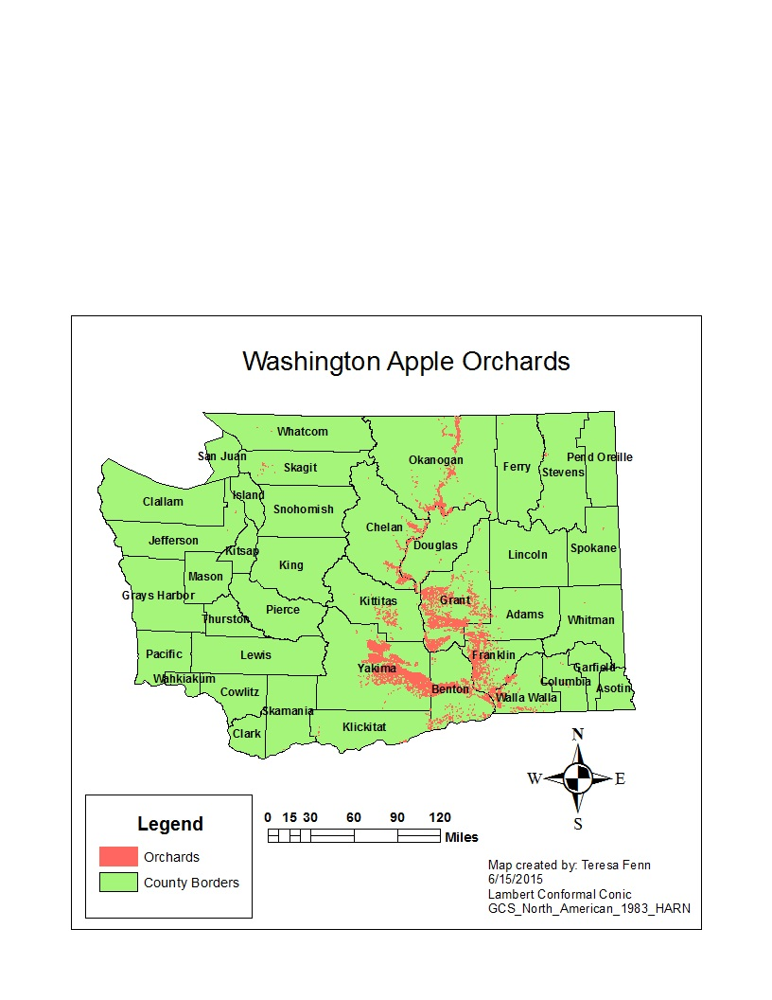 Washington Apple Orchards
Whatcom
San Juan
Skagit
Okanogan
Ferry
Stevens
Pend Oreille
Clallam
Island
Snohomish
Chelan
Douglas
Lincoln
Spokane
Jefferson
Kitsap
King
Mason
Grays Harbor
Kittitas
Grant
Adams
Whitman
Thurston
Pierce
Pacific
Lewis
Yakima
Franklin
Garfield
Wahkiakum
Cowlitz
Benton
Walla Walla
Columbia
Asotin
Skamania
Clark
Klickitat
N
W E
S
Legend
Orchards
County Borders
0 15 30 60 90 120
Miles
Map created by: Teresa Fenn
6/15/2015
Lambert Conformal Conic
GCS_North_American_1983_HARN